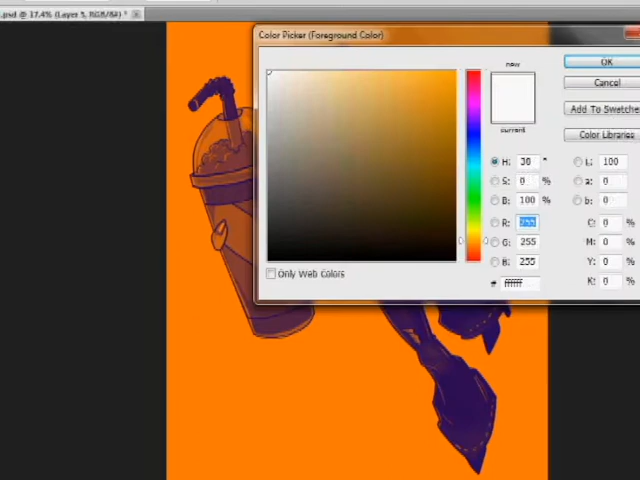 .psd @ 17.4% (Layer 5, RGB/8#) *
Color Picker (Foreground Color)
new
current
OK
Cancel
Add To Swatches
Color Libraries
H: 38 °
S: 0 %
B: 100 %
R: 255
G: 255
B: 255
# ffffff
L: 100
a: 0
b: 0
C: 0 %
M: 0 %
Y: 0 %
K: 0 %
Only Web Colors